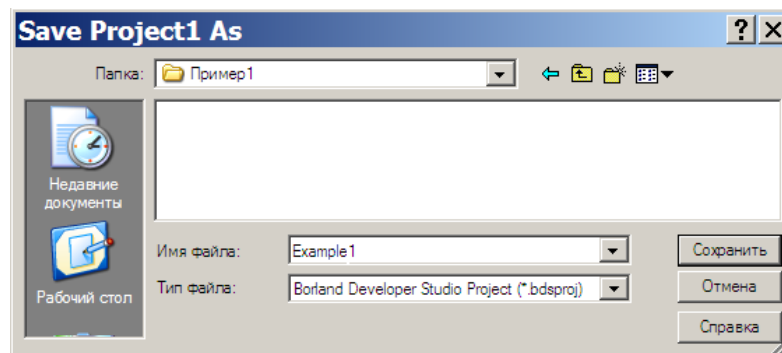 Save Project1 As
Папка: Пример1
Недавние
документы
Имя файла: Example1 Сохранить
Рабочий стол
Тип файла: Borland Developer Studio Project (*.bdsproj) Отмена
Справка